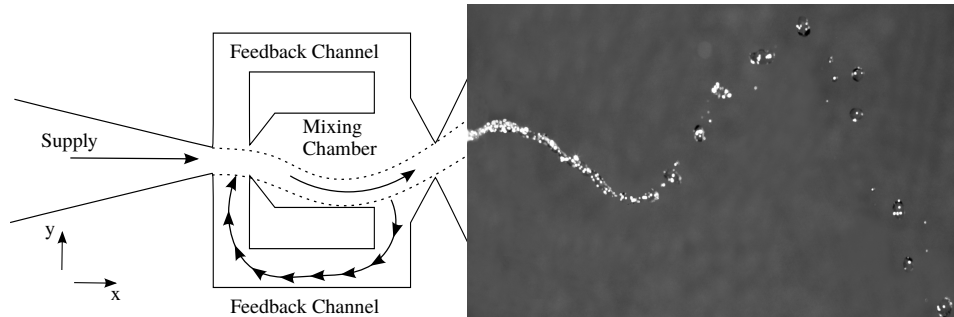 Feedback Channel
Supply
Mixing
Chamber
y
x
Feedback Channel